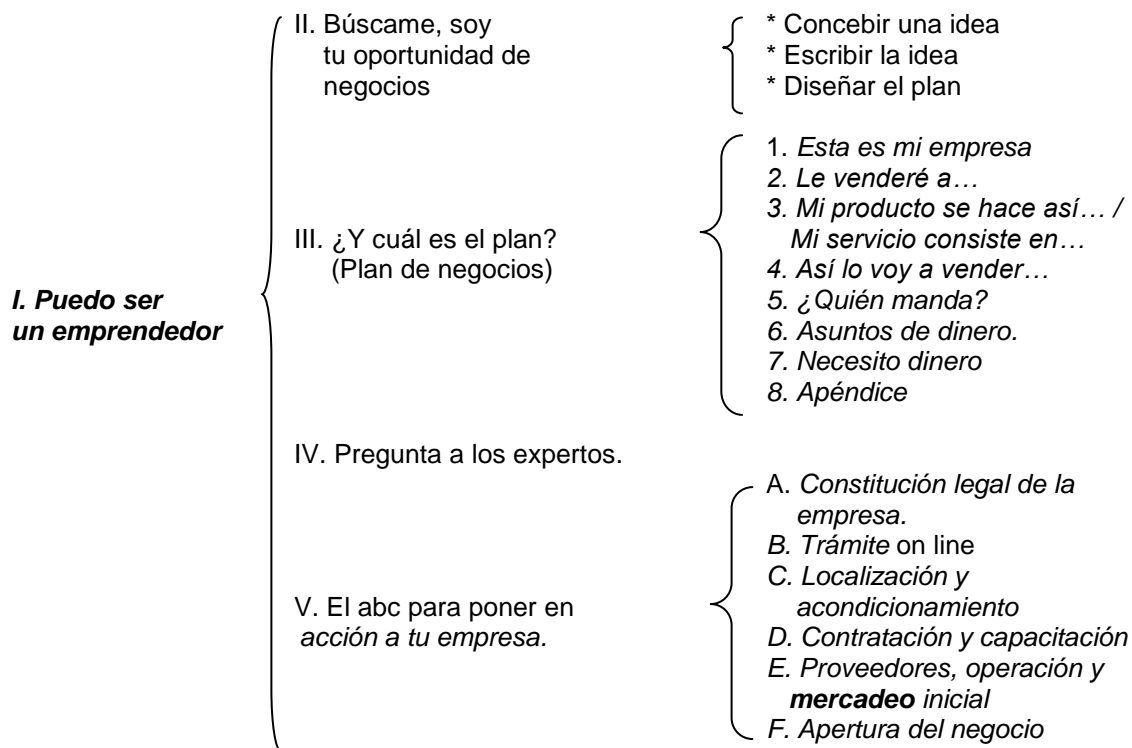 I. Puedo ser
un emprendedor
II. Búscame, soy
tu oportunidad de
negocios
* Concebir una idea
* Escribir la idea
* Diseñar el plan
III. ¿Y cuál es el plan?
(Plan de negocios)
1. Esta es mi empresa
2. Le venderé a…
3. Mi producto se hace así… /
Mi servicio consiste en…
4. Así lo voy a vender…
5. ¿Quién manda?
6. Asuntos de dinero.
7. Necesito dinero
8. Apéndice
IV. Pregunta a los expertos.
V. El abc para poner en
acción a tu empresa.
A. Constitución legal de la
empresa.
B. Trámite on line
C. Localización y
acondicionamiento
D. Contratación y capacitación
E. Proveedores, operación y
mercadeo inicial
F. Apertura del negocio